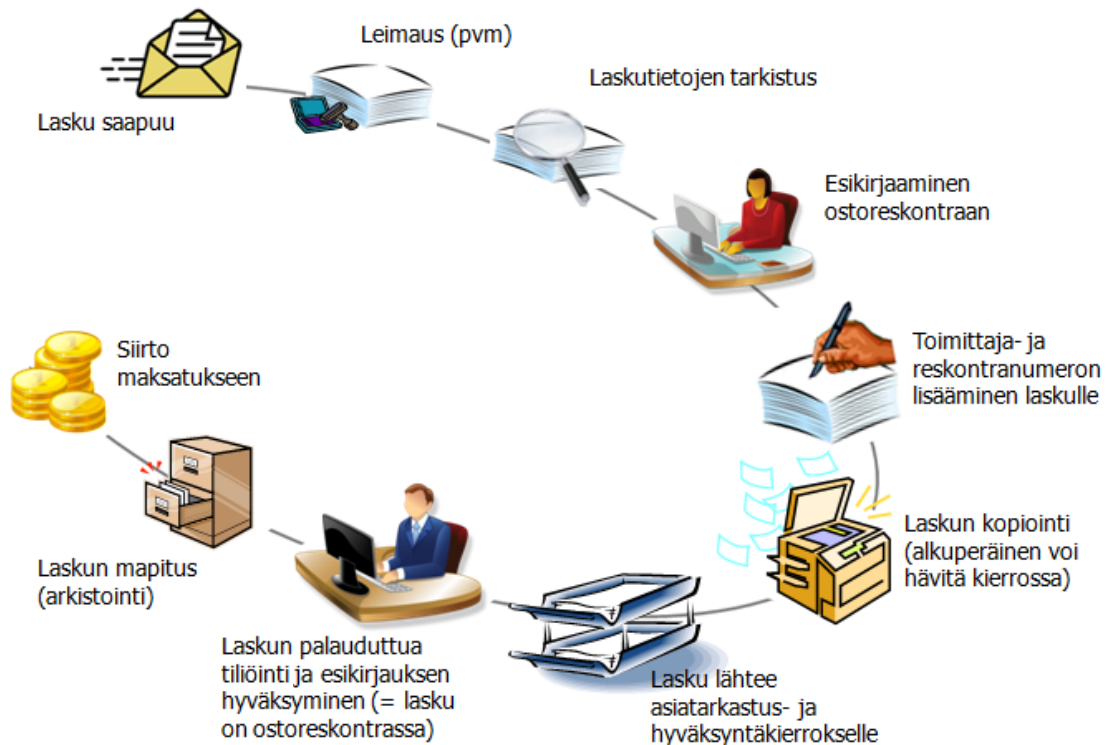 Lasku saapuu
Leimaus (pvm)
Laskutietojen tarkistus
Esikirjaaminen
ostoreskontraan
Toimittaja- ja
reskontranumeron
lisääminen laskulle
Laskun kopiointi
(alkuperäinen voi
hävitä kierrossa)
Lasku lähtee
asiatarkastus- ja
hyväksyntäkierrokselle
Laskun palauduttua
tiliöinti ja esikirjauksen
hyväksyminen (= lasku
on ostoreskontrassa)
Laskun mapitus
(arkistointi)
Siirto
maksatukseen